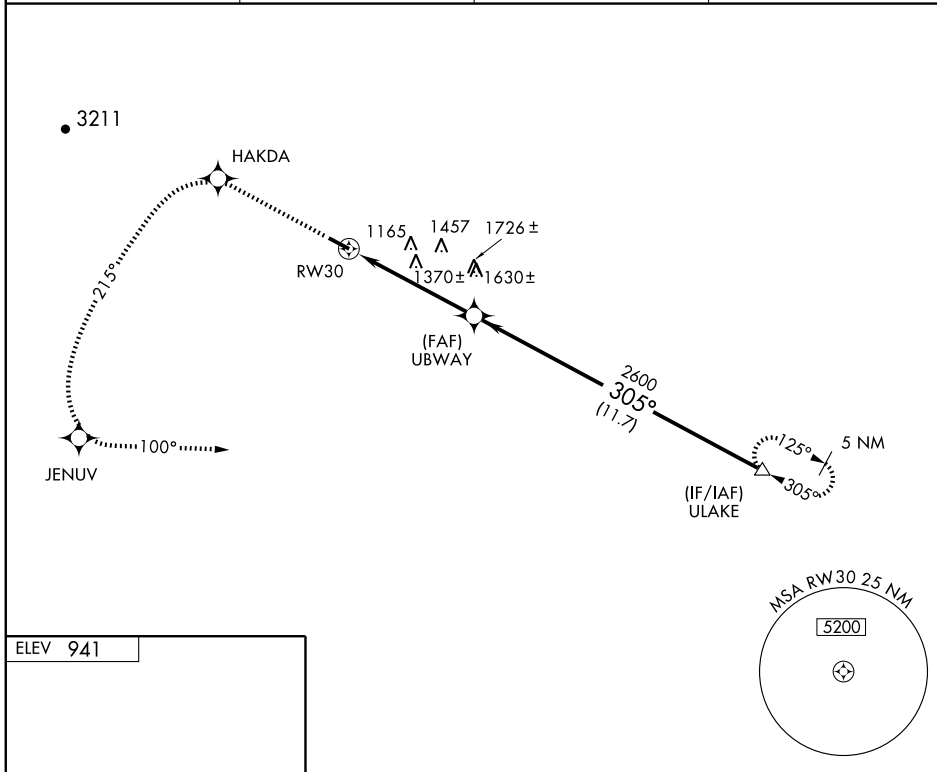 3211
HAKDA
1165
1457
1726±
RW30
1370±
1630±
215°
(FAF)
UBWAY
2600
305°
(11.7)
100°
JENUV
125°
5 NM
305°
(IF/IAF)
ULAKE
MSA RW30 25 NM
5200
ELEV 941